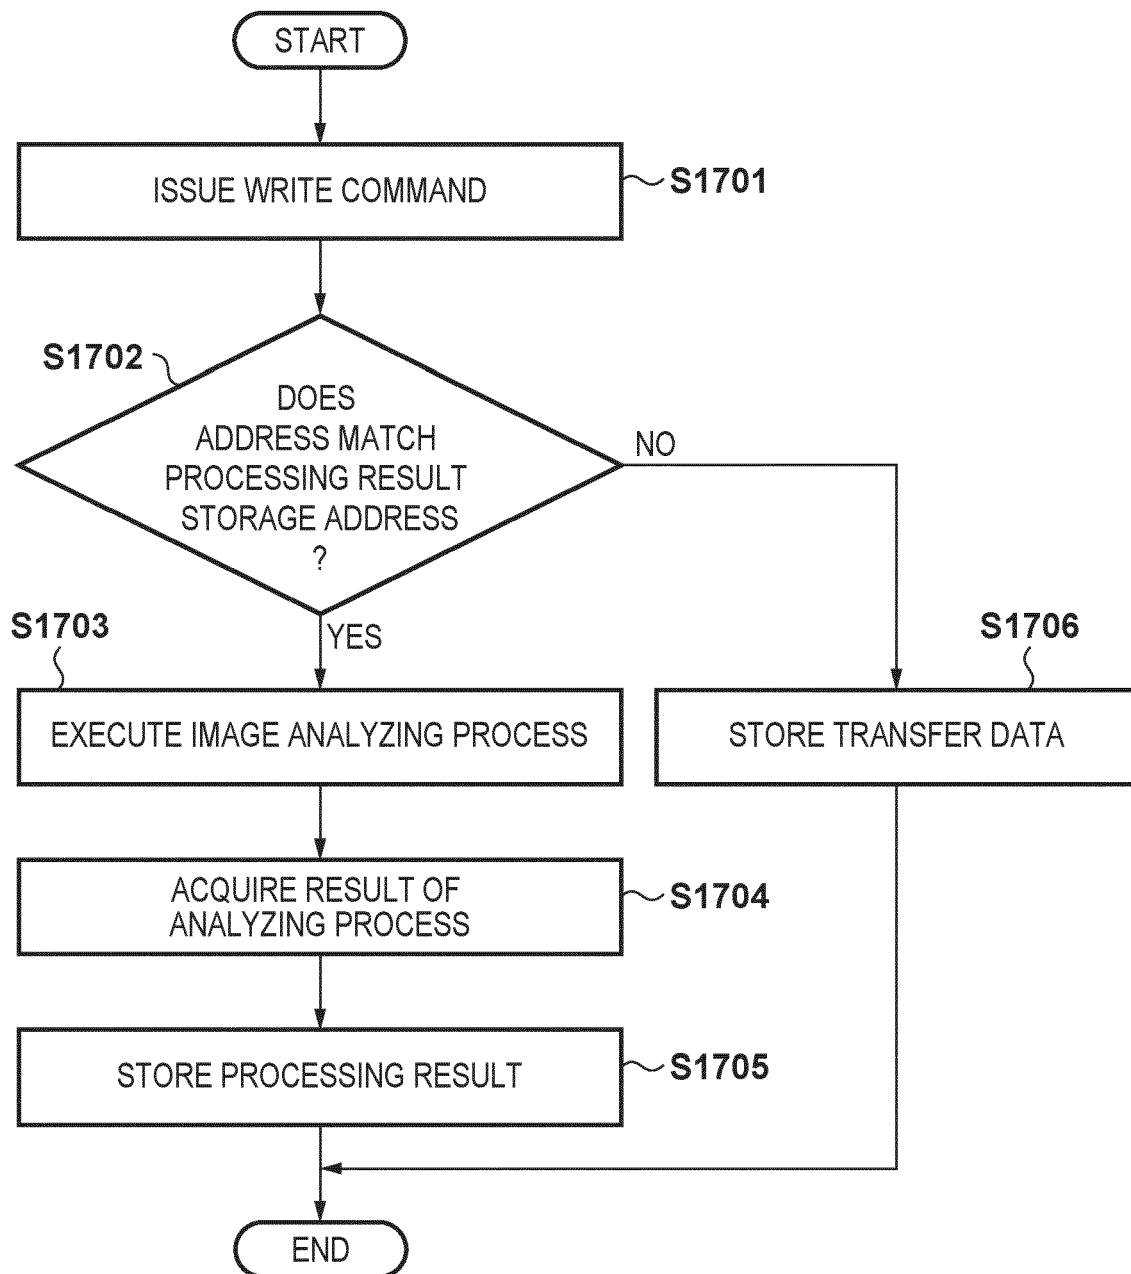 START
ISSUE WRITE COMMAND
S1701
S1702
DOES
ADDRESS MATCH
PROCESSING RESULT
STORAGE ADDRESS
?
NO
YES
S1703
EXECUTE IMAGE ANALYZING PROCESS
S1706
STORE TRANSFER DATA
ACQUIRE RESULT OF
ANALYZING PROCESS
S1704
STORE PROCESSING RESULT
S1705
END